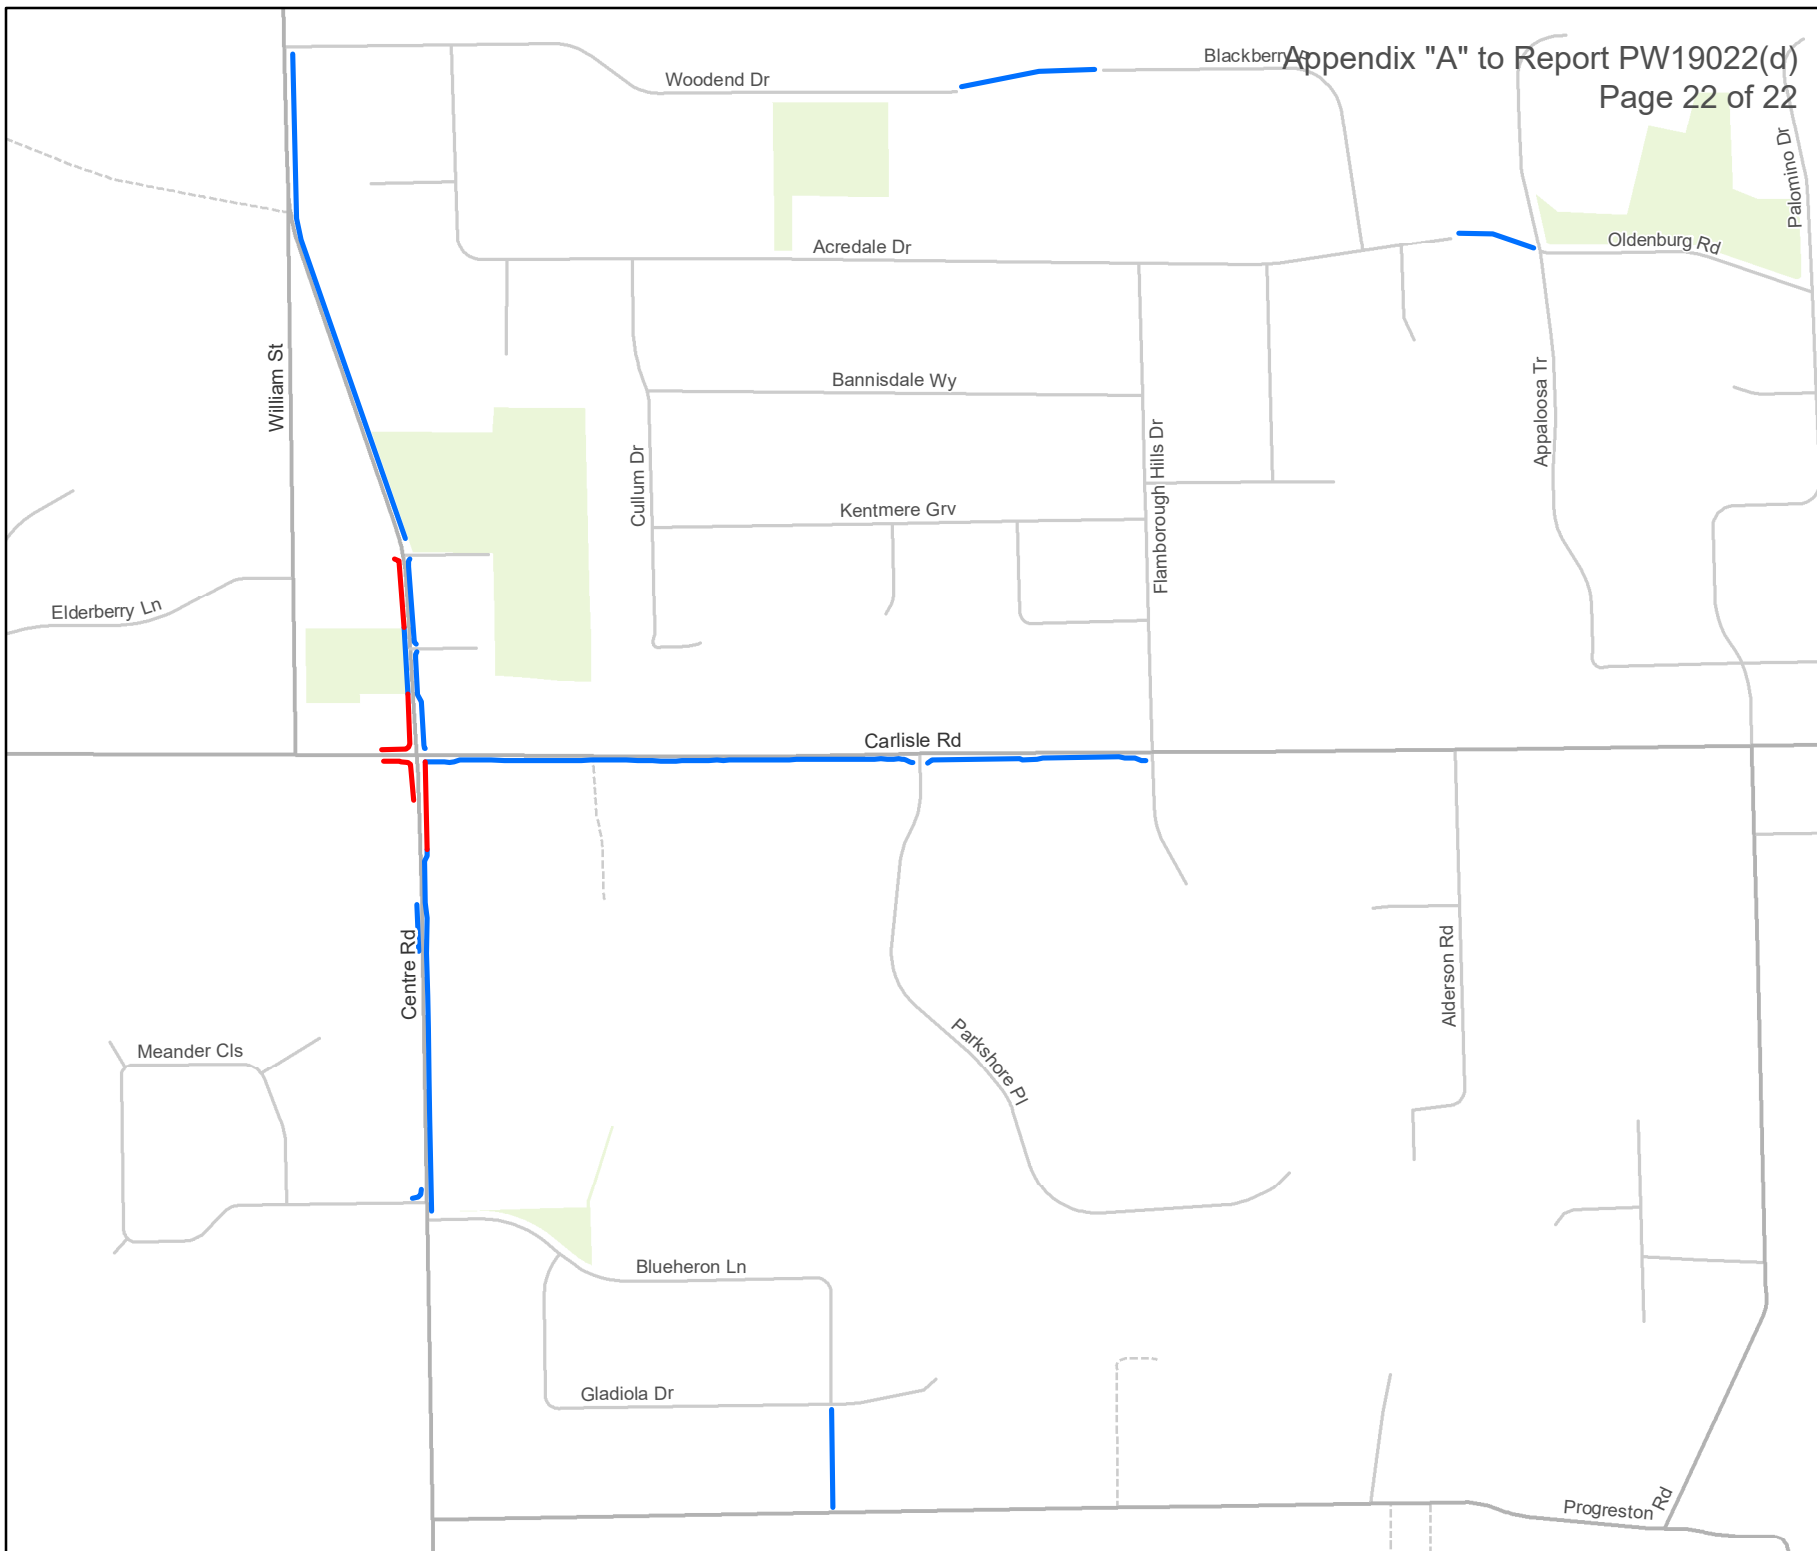 Appendix "A" to Report PW19022(d)
Page 22 of 22
Blackberry
Woodend Dr
Palomino Dr
Oldenburg Rd
Acredale Dr
William St
Bannisdale Wy
Appaloosa Tr
Cullum Dr
Flamborough Hills Dr
Kentmere Grv
Elderberry Ln
Carlisle Rd
Centre Rd
Alderson Rd
Meander Cls
Parkshore Pl
Blueheron Ln
Gladiola Dr
Progreston Rd